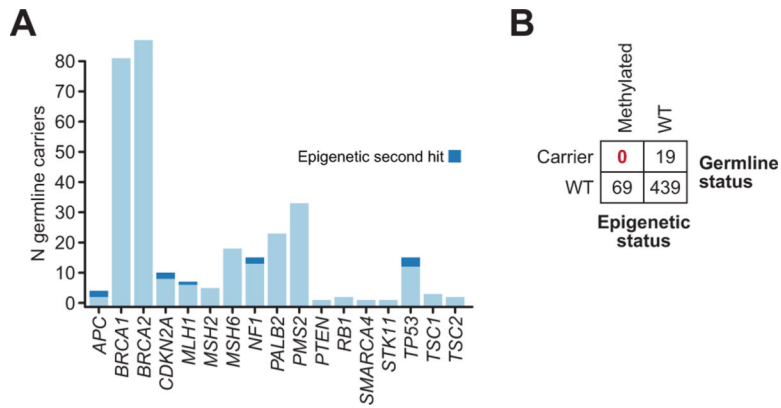 A
N germline carriers
80
70
60
50
40
30
20
10
0
Epigenetic second hit
APC
BRCA1
BRCA2
CDKN2A
MLH1
MSH2
MSH6
NF1
PALB2
PMS2
PTEN
RB1
SMARCA4
STK11
TP53
TSC1
TSC2
B
Methylated
WT
Carrier 0 19
WT 69 439
Germline
status
Epigenetic
status